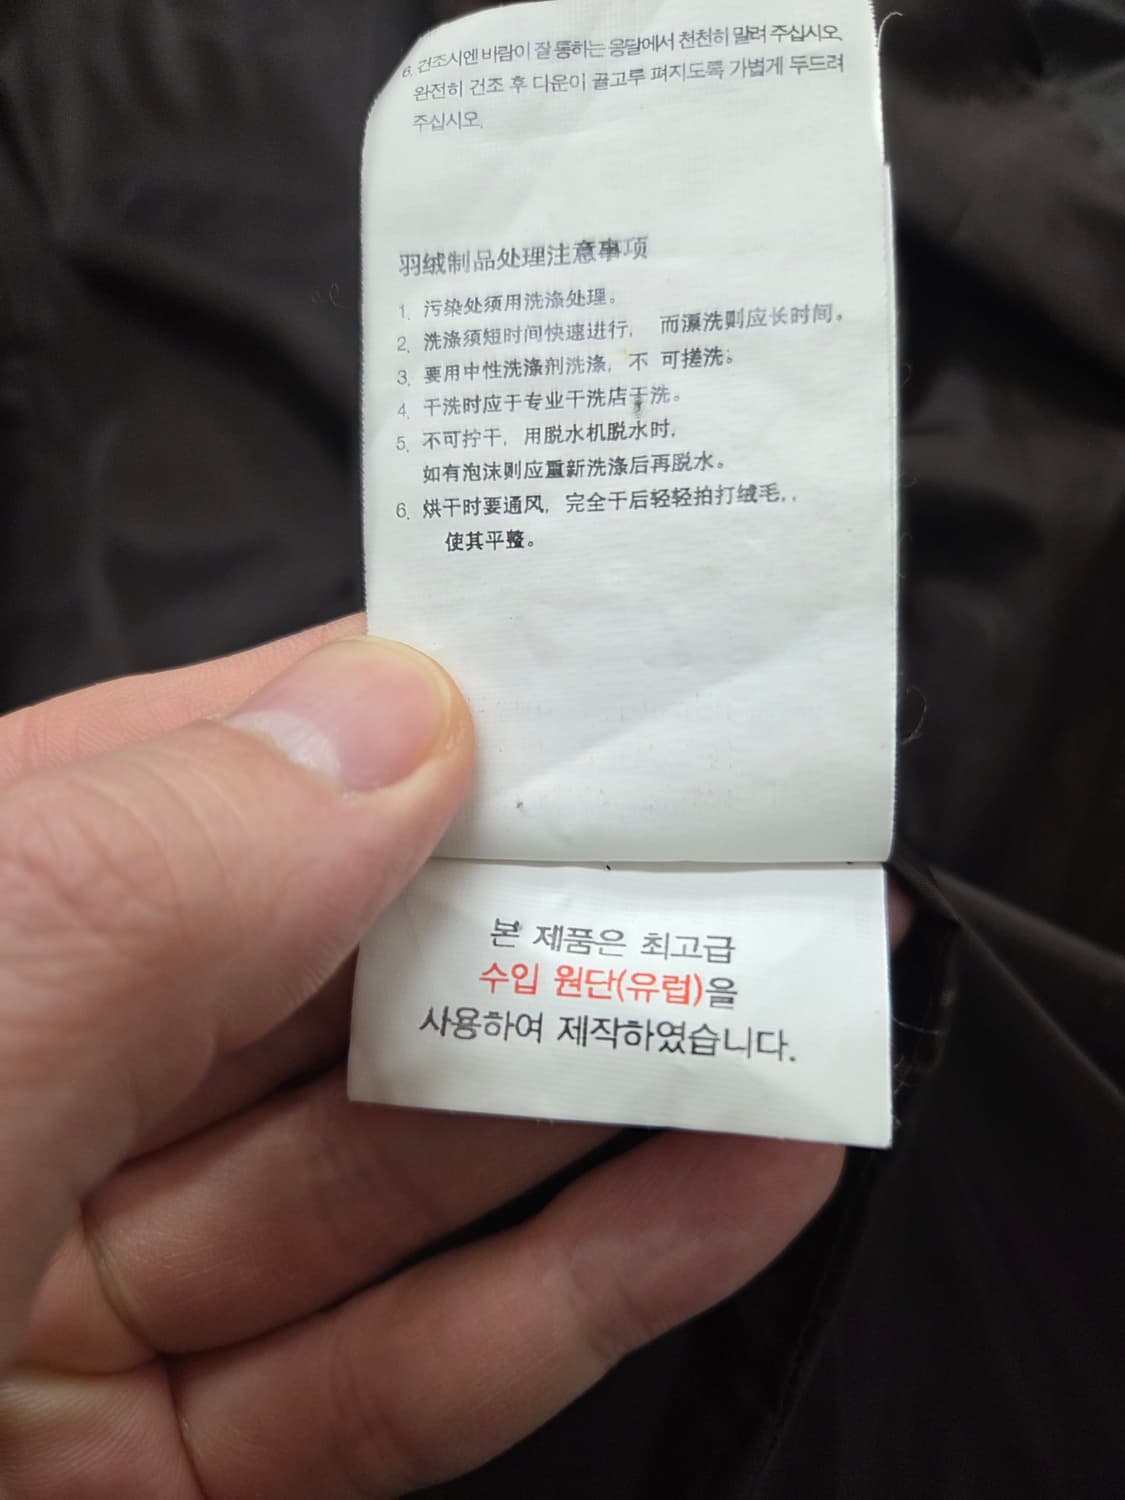 6. 건조시엔 바람이 잘 통하는 응달에서 천천히 말려 주십시오.
완전히 건조 후 다운이 골고루 펴지도록 가볍게 두드려
주십시오.
羽绒制品处理注意事项
1. 污染处须用洗涤处理。
2. 洗涤须短时间快速进行, 而漂洗则应长时间。
3. 要用中性洗涤剂洗涤, 不 可搓洗;
4. 干洗时应于专业干洗店干洗。
5. 不可拧干, 用脱水机脱水时,
如有泡沫则应重新洗涤后再脱水。
6. 烘干时要通风, 完全干后轻轻拍打绒毛, .
使其平整。
본 제품은 최고급
수입 원단(유럽)을
사용하여 제작하였습니다.